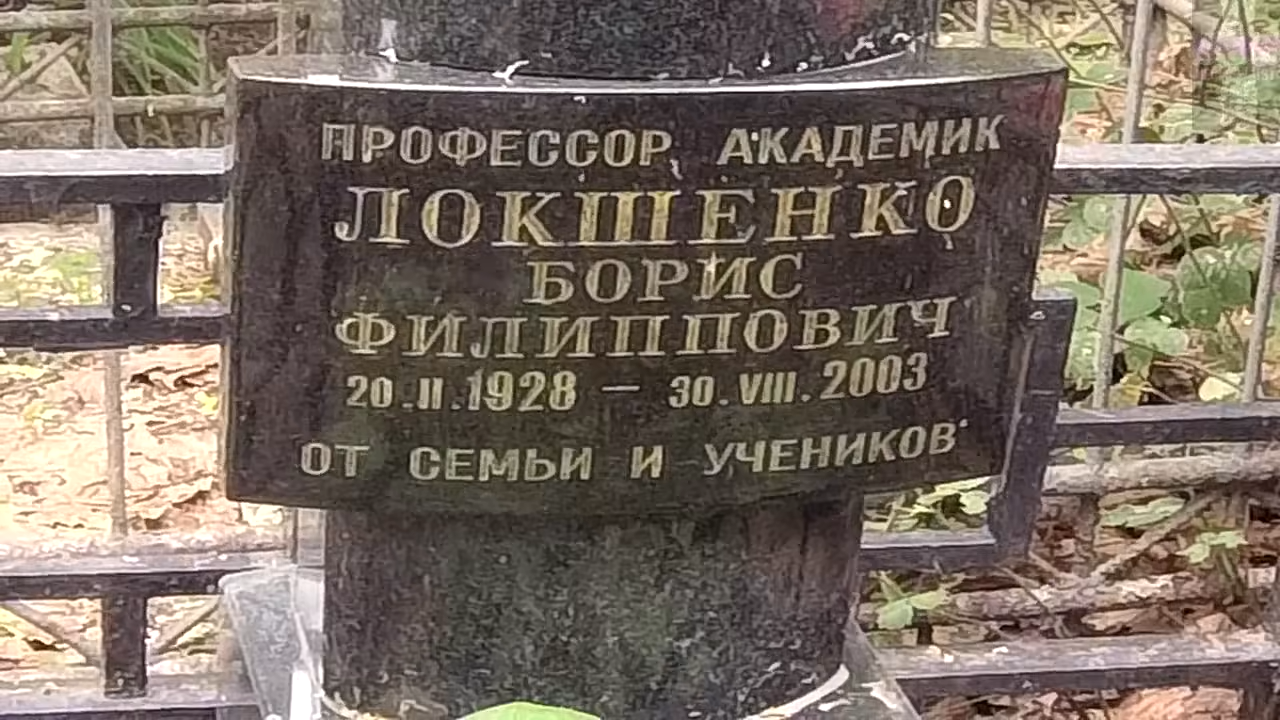 ПРОФЕССОР АКАДЕМИК
ЛОКШЕНКО
БОРИС
ФИЛИППОВИЧ
20.II.1928 — 30.VIII.2003
ОТ СЕМЬИ И УЧЕНИКОВ